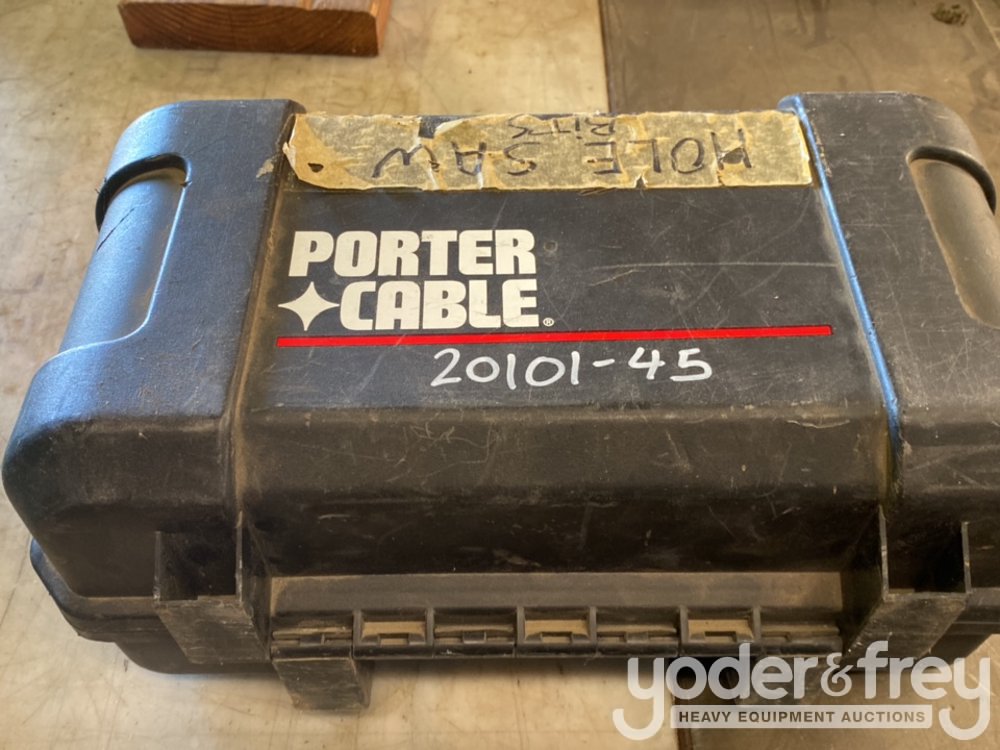 HOLE SAW
BITS
PORTER
CABLE®
20101-45
yoder&frey
HEAVY EQUIPMENT AUCTIONS